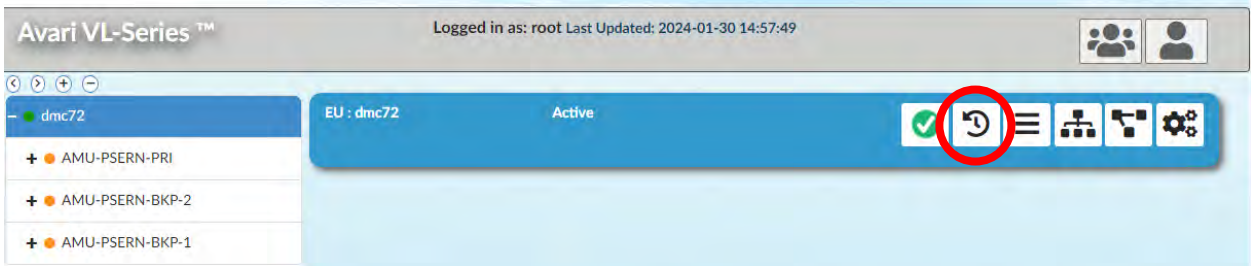 Avari VL-Series ™
Logged in as: root Last Updated: 2024-01-30 14:57:49
dmc72
EU : dmc72
Active
AMU-PSERN-PRI
AMU-PSERN-BKP-2
AMU-PSERN-BKP-1